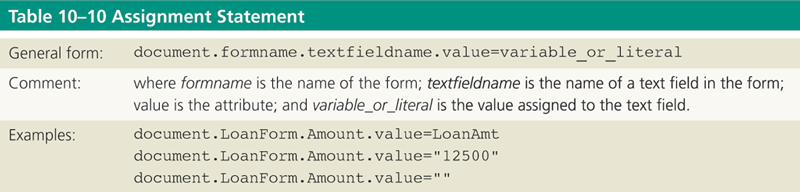 Table 10–10 Assignment Statement
General form: document.formname.textfieldname.value=variable_or_literal
Comment: where formname is the name of the form; textfieldname is the name of a text field in the form;
value is the attribute; and variable_or_literal is the value assigned to the text field.
Examples: document.LoanForm.Amount.value=LoanAmt
document.LoanForm.Amount.value="12500"
document.LoanForm.Amount.value=""